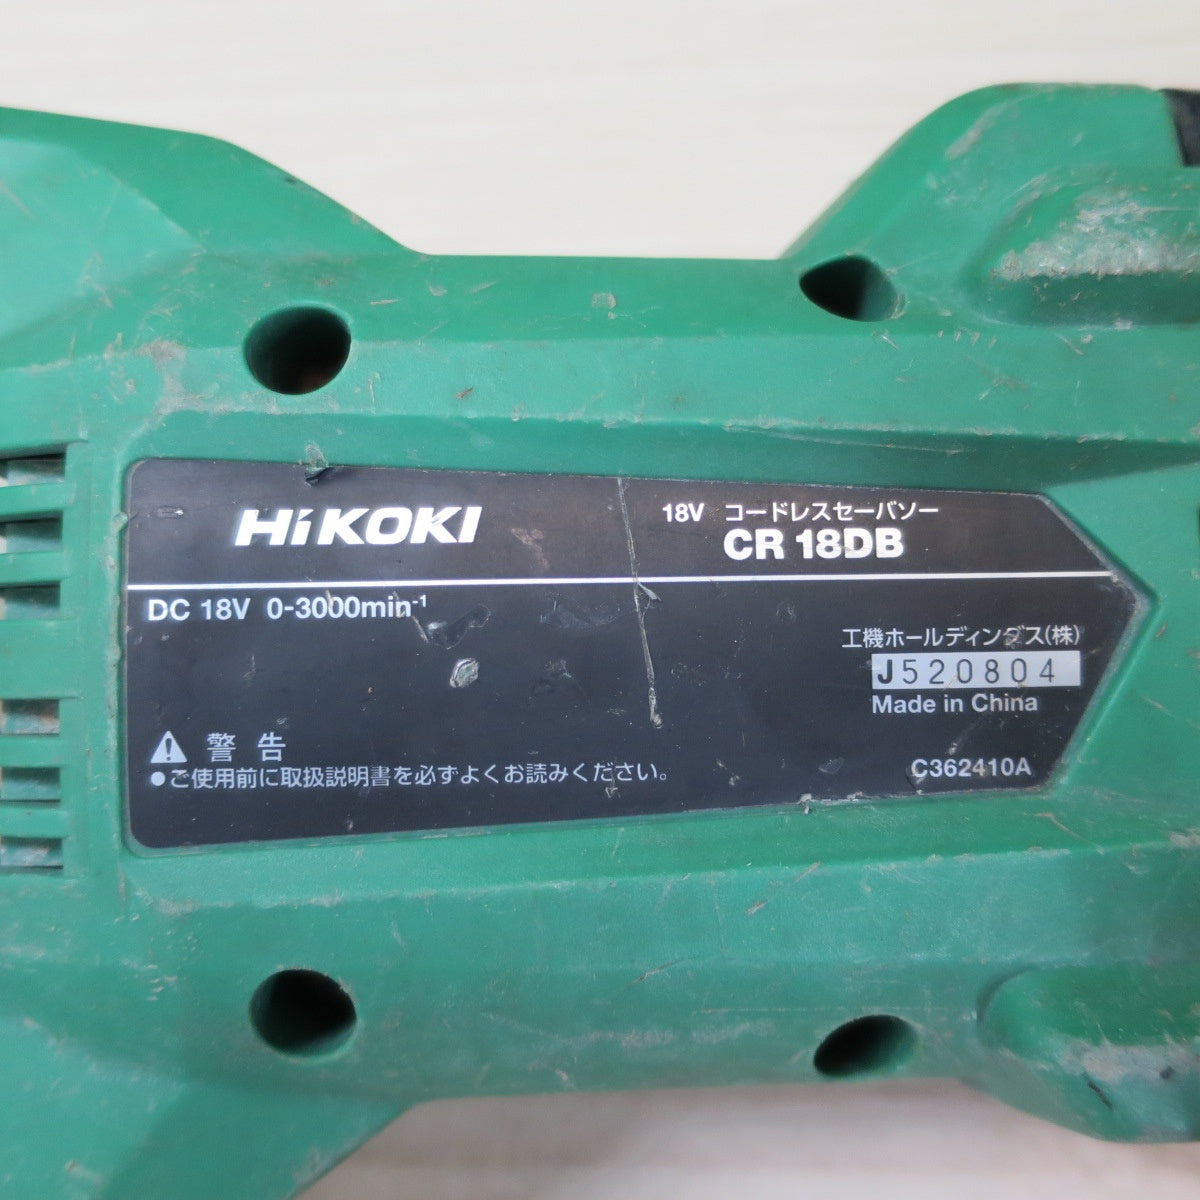 HiKOKI
18V コードレスセーバソー
CR 18DB
DC 18V 0-3000min⁻¹
工機ホールディングス(株)
J520804
Made in China
警告
●ご使用前に取扱説明書を必ずよくお読みください。
C362410A